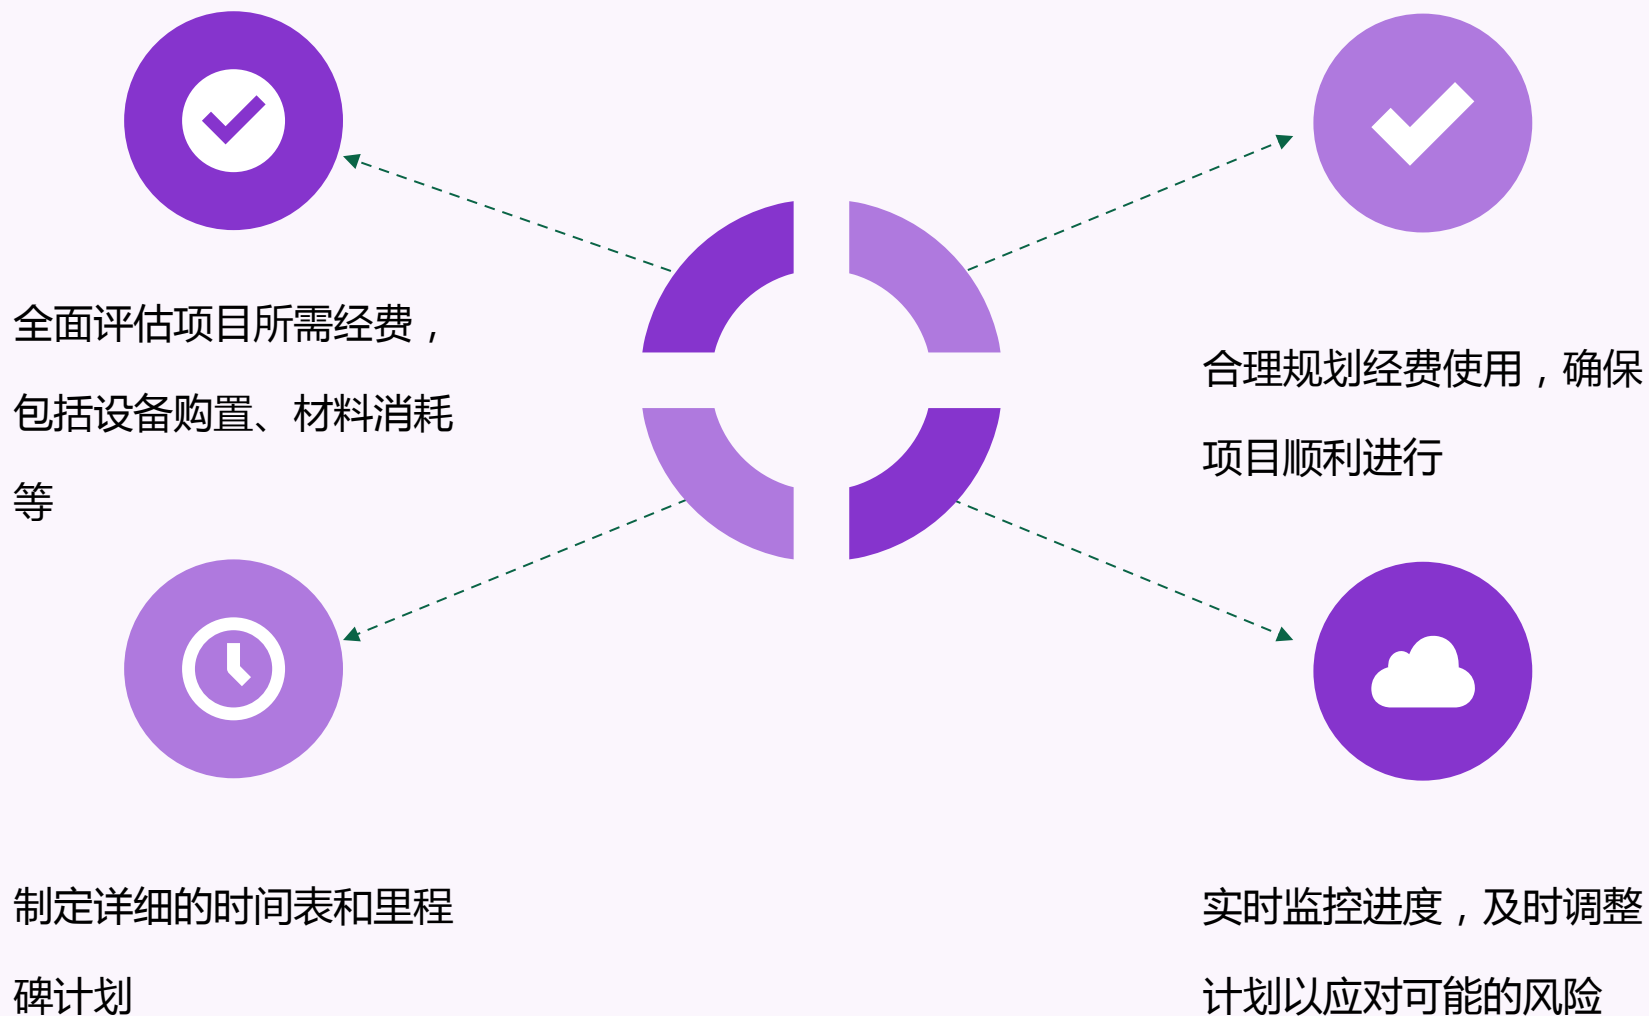 全面评估项目所需经费，
包括设备购置、材料消耗
等
合理规划经费使用，确保
项目顺利进行
制定详细的时间表和里程
碑计划
实时监控进度，及时调整
计划以应对可能的风险